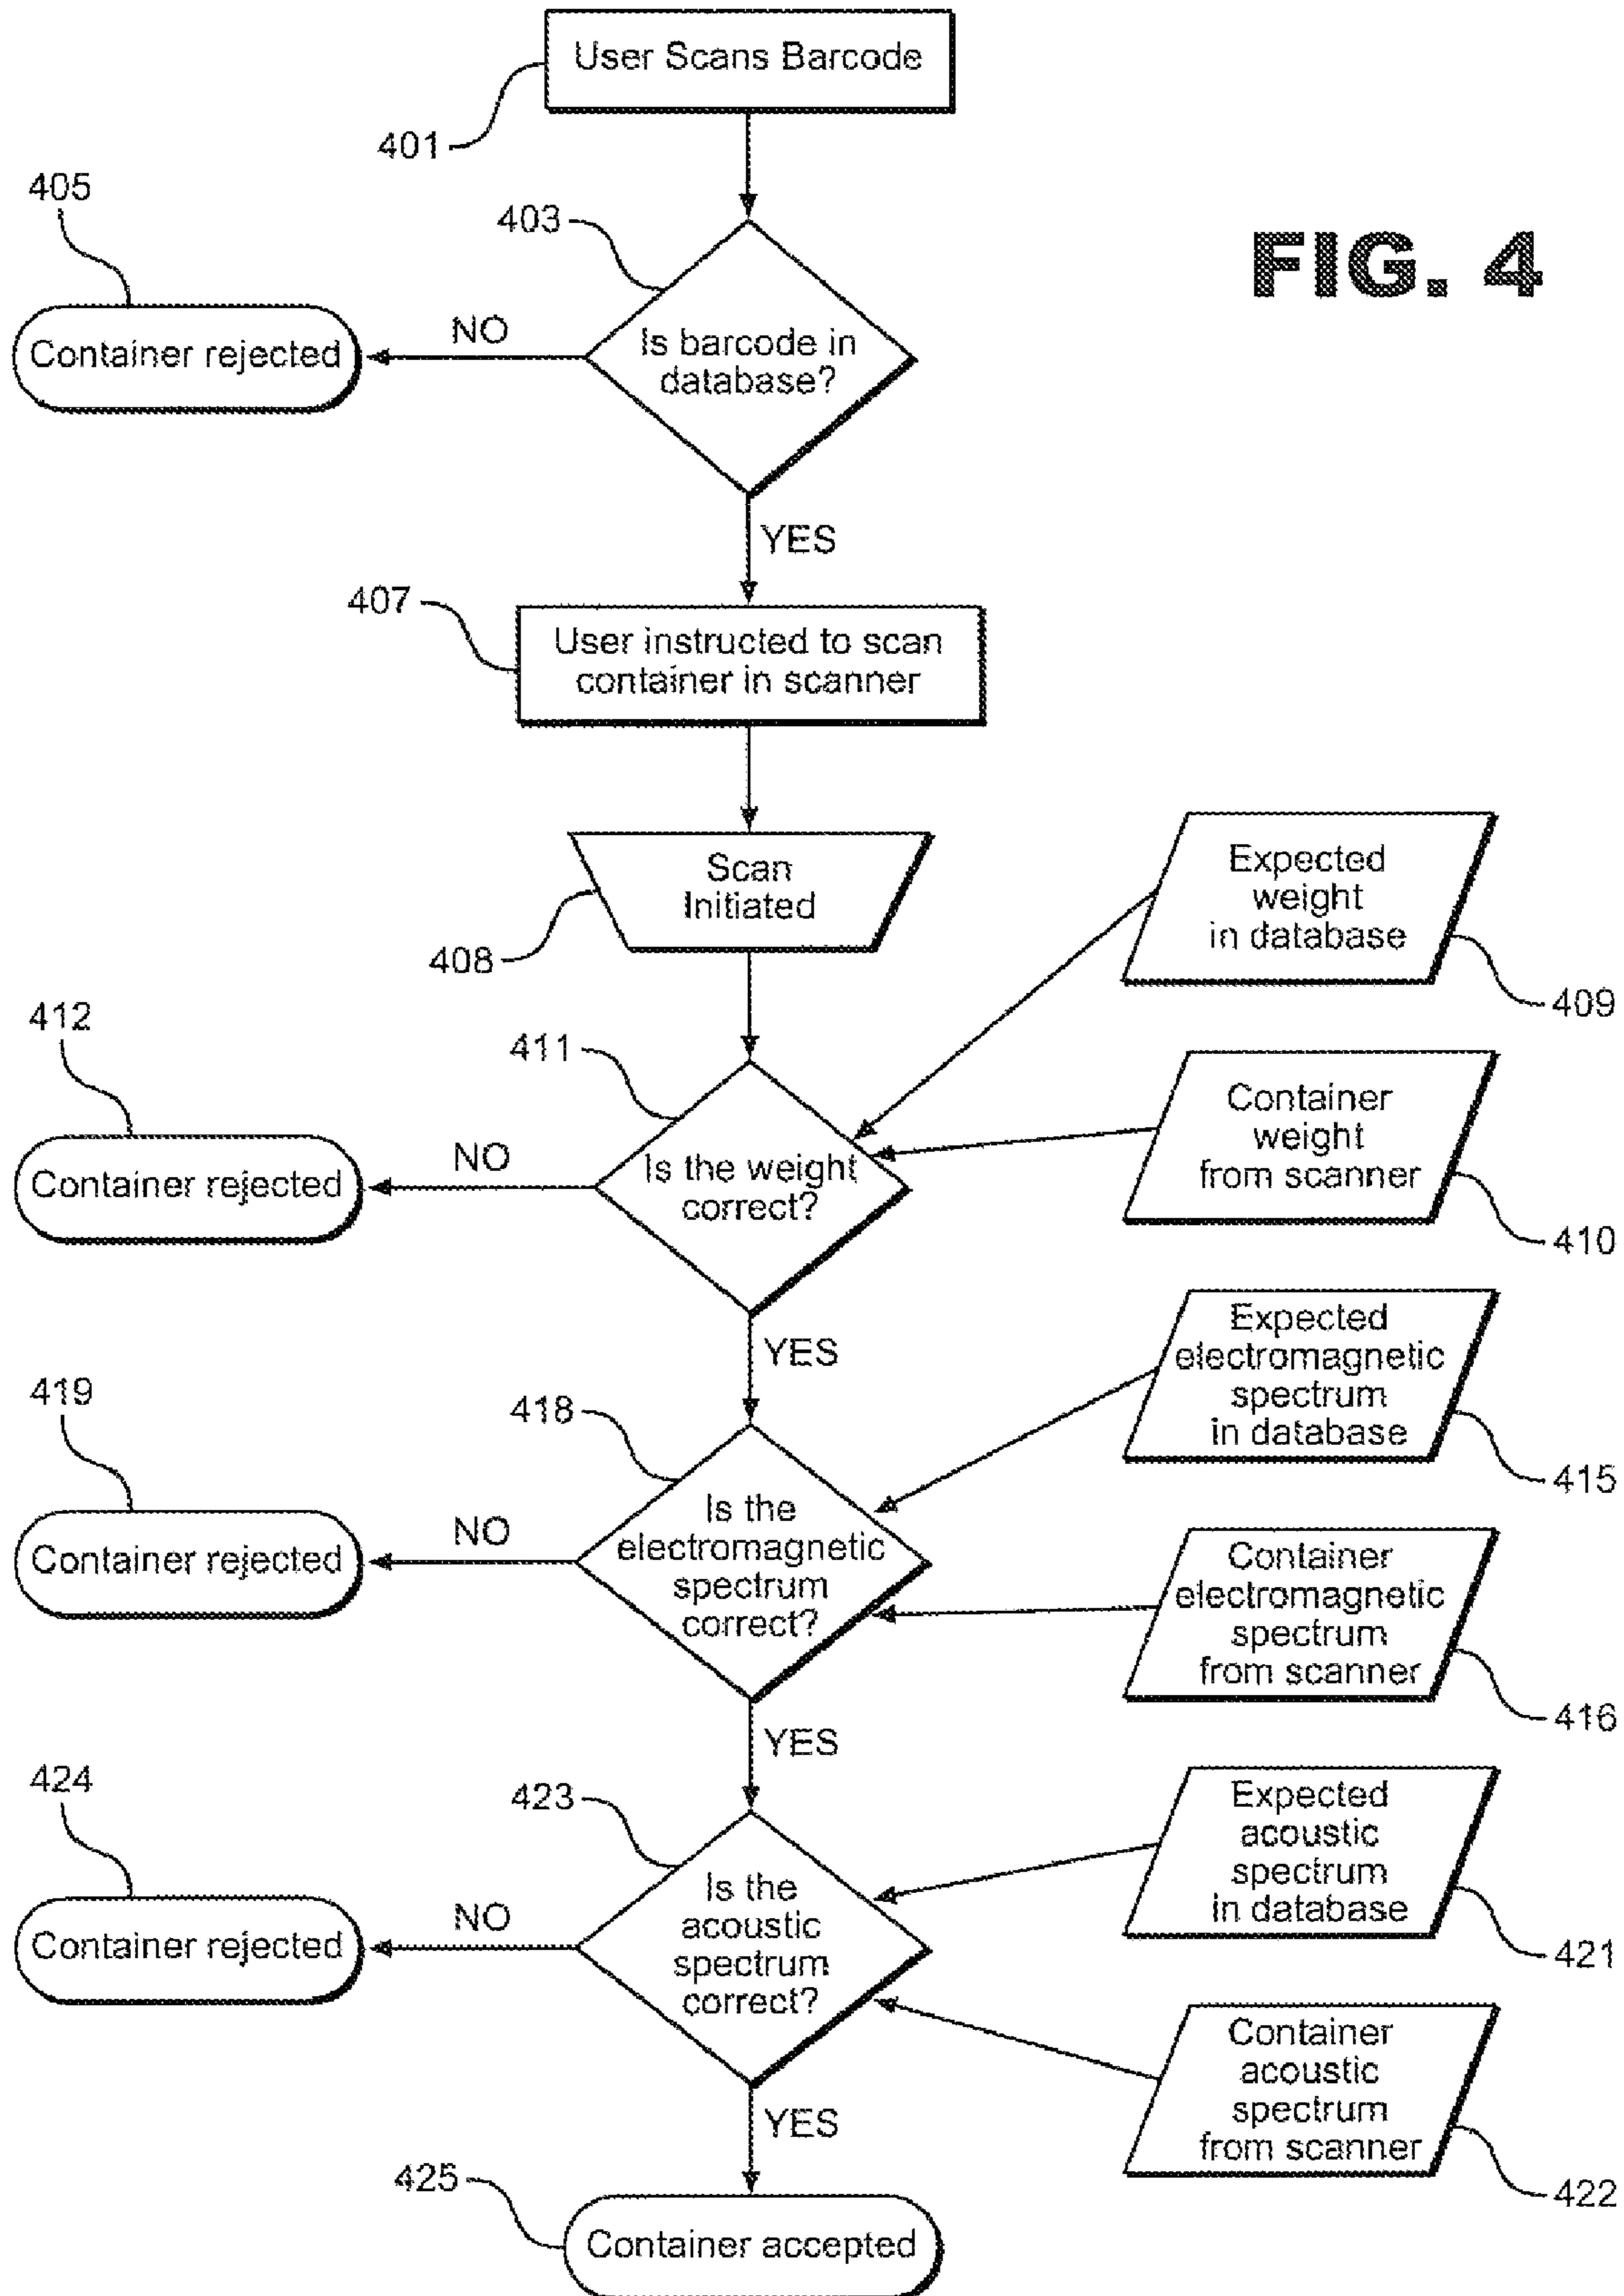 User Scans Barcode
401
405
403
FIG. 4
NO
Container rejected
Is barcode in
database?
YES
407
User instructed to scan
container in scanner
Scan
Initiated
408
Expected
weight
in database
409
412
411
Container
weight
from scanner
410
NO
Container rejected
Is the weight
correct?
YES
Expected
electromagnetic
spectrum
in database
415
419
418
NO
Container rejected
Is the
electromagnetic
spectrum
correct?
Container
electromagnetic
spectrum
from scanner
416
YES
424
423
Expected
acoustic
spectrum
in database
421
NO
Container rejected
Is the
acoustic
spectrum
correct?
Container
acoustic
spectrum
from scanner
422
YES
425
Container accepted